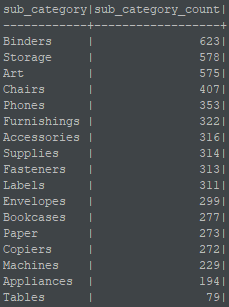 sub_category|sub_category_count|
------------+------------------+
Binders     |               623|
Storage     |               578|
Art         |               575|
Chairs      |               407|
Phones      |               353|
Furnishings |               322|
Accessories |               316|
Supplies    |               314|
Fasteners   |               313|
Labels      |               311|
Envelopes   |               299|
Bookcases   |               277|
Paper       |               273|
Copiers     |               272|
Machines    |               229|
Appliances  |               194|
Tables      |                79|